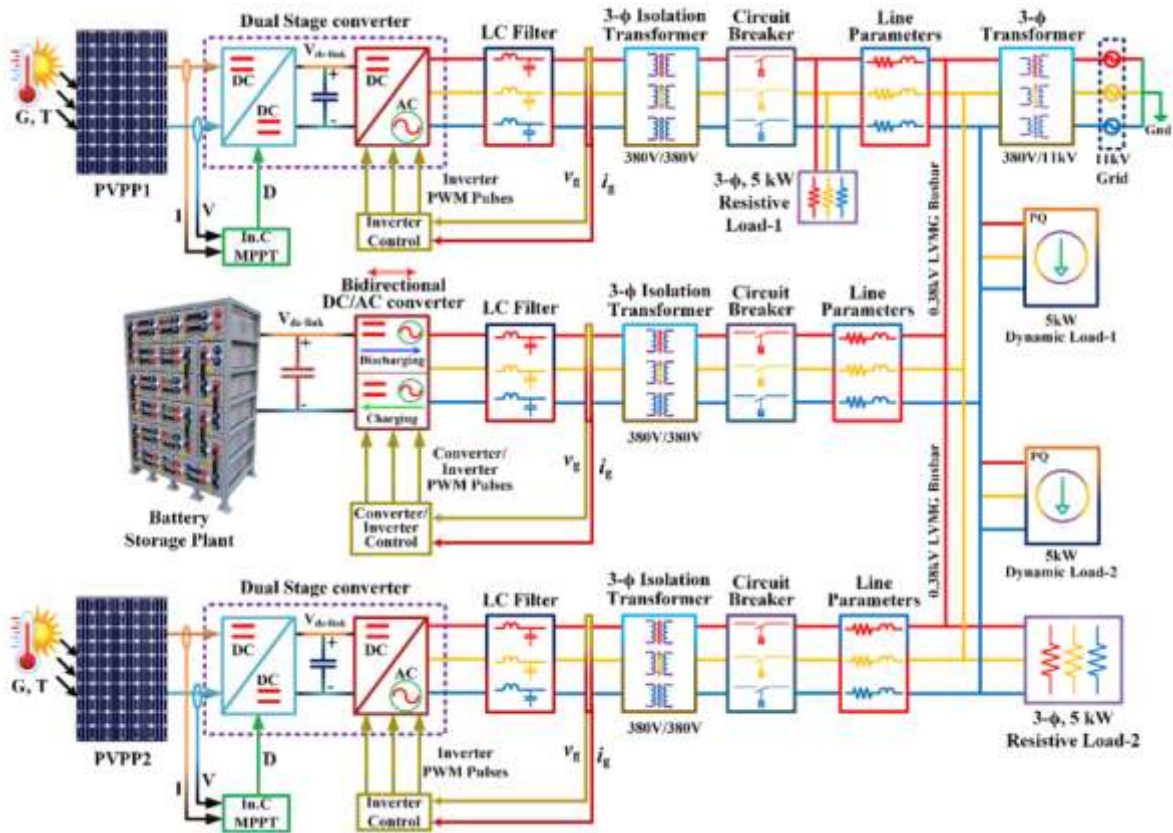 Dual Stage converter
LC Filter
3-ϕ Isolation
Transformer
Circuit
Breaker
Line
Parameters
3-ϕ
Transformer
G, T
PVPP1
DC
DC
V dc-link
+
-
DC
AC
380V/380V
380V/11kV
11kV
Grid
Gnd
I
V
D
In.C
MPPT
Inverter
PWM Pulses
Inverter
Control
vg
ig
3-ϕ, 5 kW
Resistive
Load-1
0.38kV LVMG Busbar
PQ
5kW
Dynamic Load-1
Bidirectional
DC/AC converter
LC Filter
3-ϕ Isolation
Transformer
Circuit
Breaker
Line
Parameters
V dc-link
+
-
Discharging
Charging
380V/380V
Converter/
Inverter
PWM Pulses
Converter/
Inverter
Control
vg
ig
Battery
Storage Plant
0.38kV LVMG Busbar
PQ
5kW
Dynamic Load-2
Dual Stage converter
LC Filter
3-ϕ Isolation
Transformer
Circuit
Breaker
Line
Parameters
G, T
PVPP2
DC
DC
V dc-link
+
-
DC
AC
380V/380V
3-ϕ, 5 kW
Resistive Load-2
I
V
D
In.C
MPPT
Inverter
PWM Pulses
Inverter
Control
vg
ig